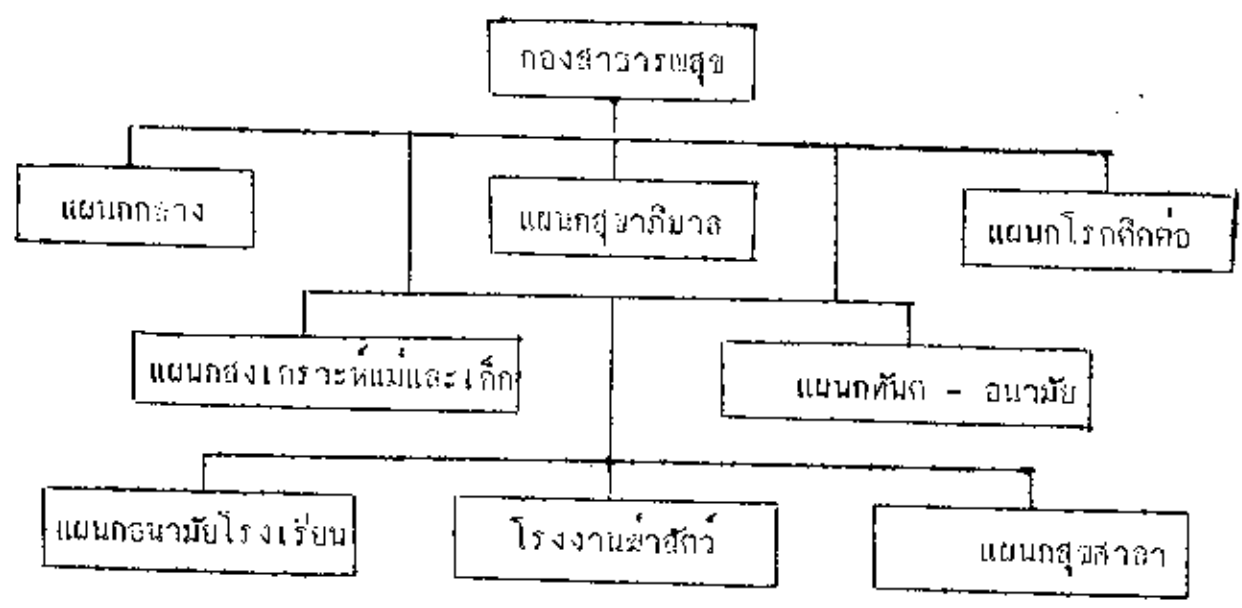 กองสาธารณสุข
แผนกกลาง
แผนกสุขาภิบาล
แผนกโรคติดต่อ
แผนกสงเคราะห์แม่และเด็ก
แผนกทันต - อนามัย
แผนกอนามัยโรงเรียน
โรงงานฆ่าสัตว์
แผนกสุขศาลา